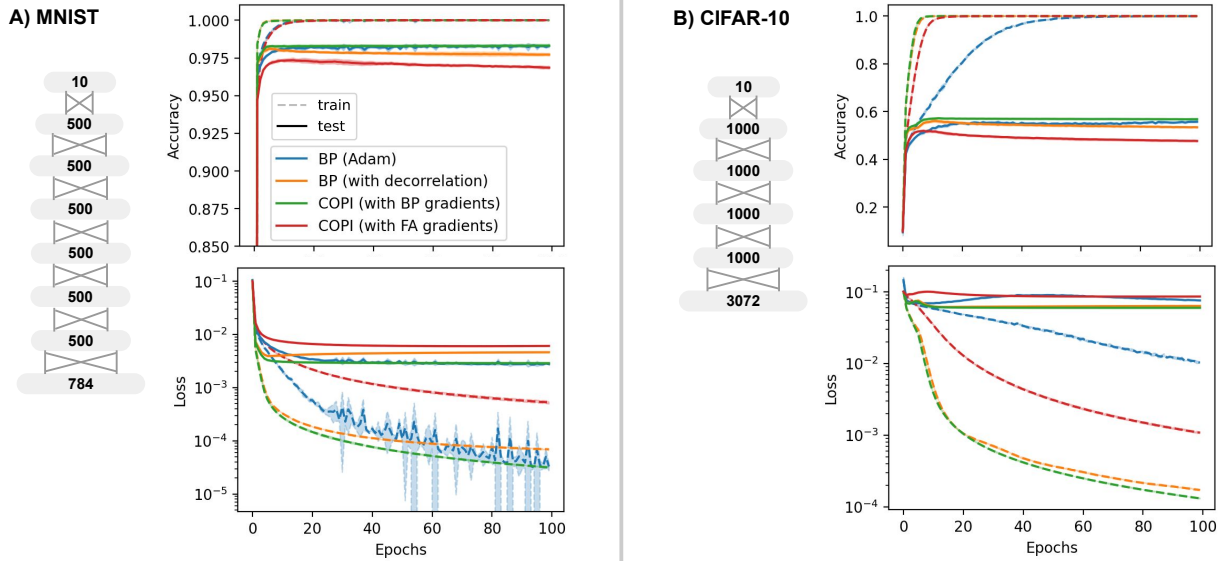 A) MNIST
10
500
500
500
500
500
500
784
Accuracy
1.000
0.975
0.950
0.925
0.900
0.875
0.850
train
test
BP (Adam)
BP (with decorrelation)
COPI (with BP gradients)
COPI (with FA gradients)
Loss
10⁻¹
10⁻²
10⁻³
10⁻⁴
10⁻⁵
0 20 40 60 80 100
Epochs
B) CIFAR-10
10
1000
1000
1000
1000
3072
Accuracy
1.0
0.8
0.6
0.4
0.2
Loss
10⁻¹
10⁻²
10⁻³
10⁻⁴
0 20 40 60 80 100
Epochs